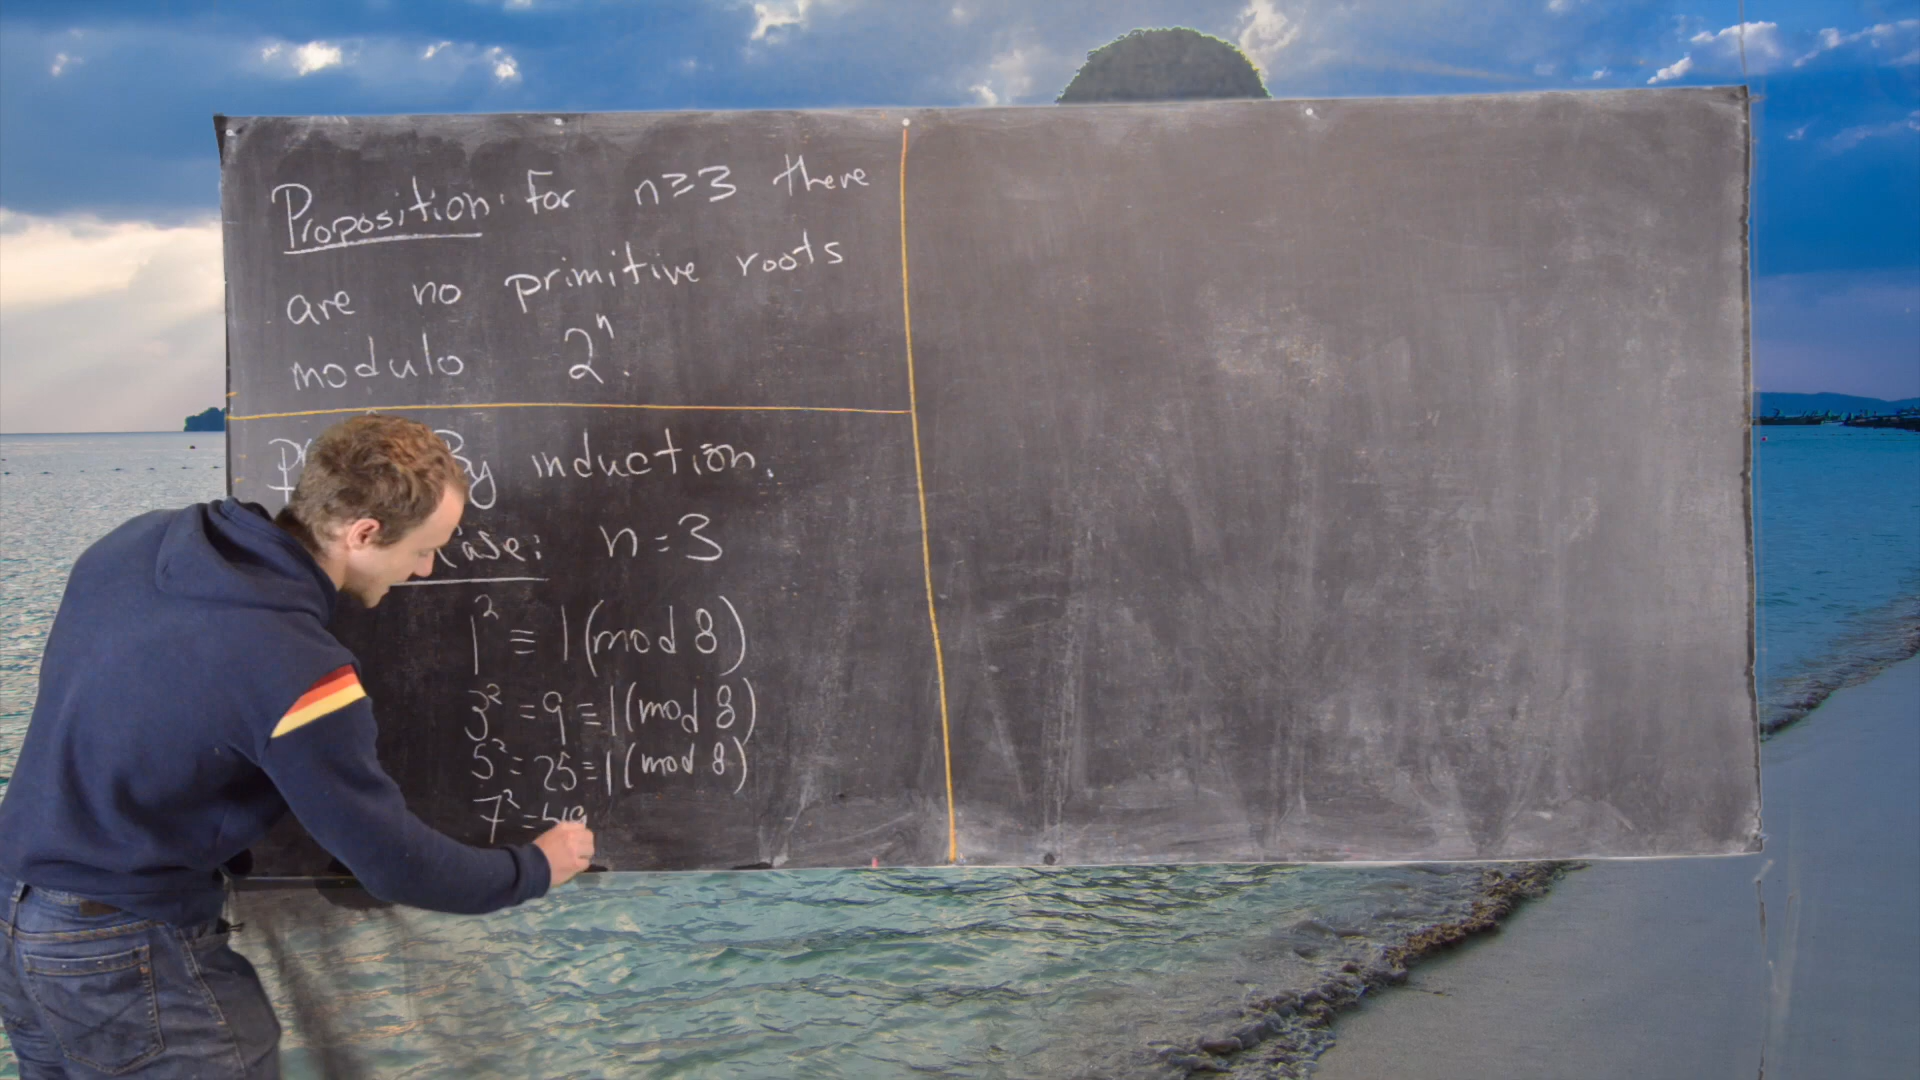 Proposition: For n≥3 there
are no primitive roots
modulo 2ⁿ.
By induction.
Case: n=3
1² ≡ 1 (mod 8)
3² = 9 ≡ 1 (mod 8)
5² = 25 ≡ 1 (mod 8)
7² = 49